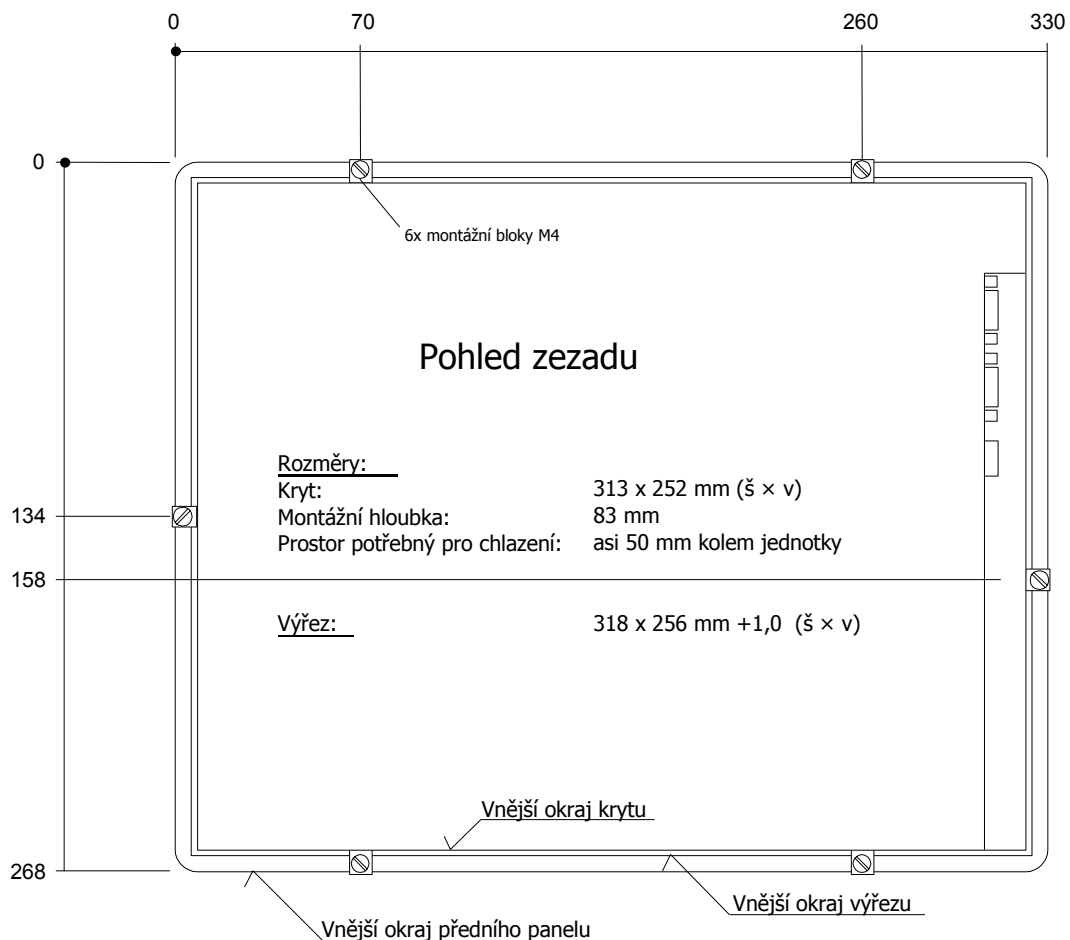 0 70 260 330
0
6x montážní bloky M4
Pohled zezadu
Rozměry:
Kryt: 313 x 252 mm (š × v)
134 Montážní hloubka: 83 mm
Prostor potřebný pro chlazení: asi 50 mm kolem jednotky
158
Výřez: 318 x 256 mm +1,0 (š × v)
Vnější okraj krytu
268
Vnější okraj výřezu
Vnější okraj předního panelu